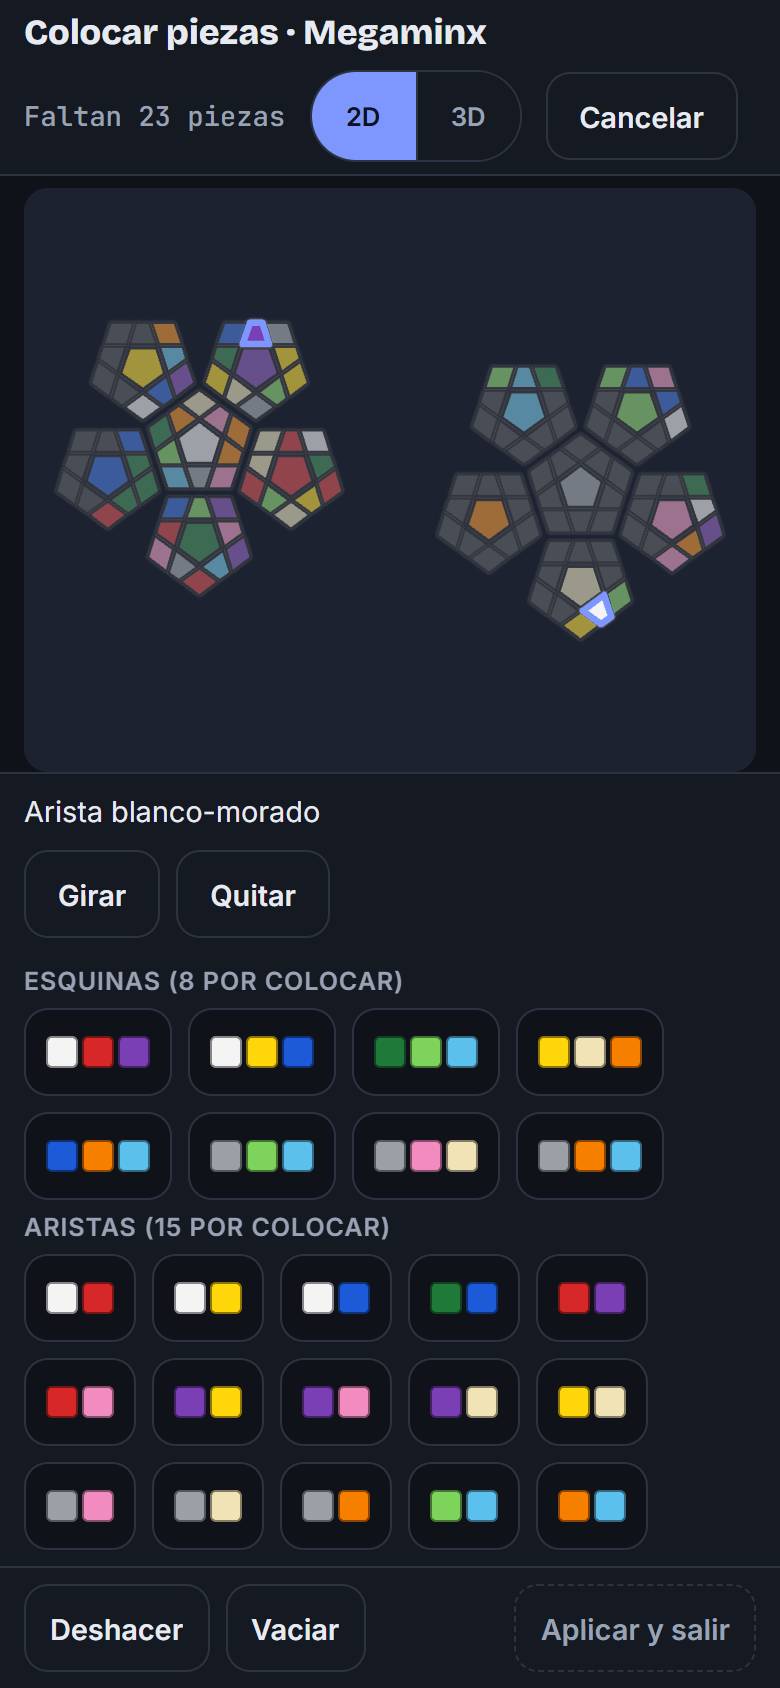 Colocar piezas · Megaminx
Faltan 23 piezas
2D
3D
Cancelar
Arista blanco-morado
Girar
Quitar
ESQUINAS (8 POR COLOCAR)
ARISTAS (15 POR COLOCAR)
Deshacer
Vaciar
Aplicar y salir